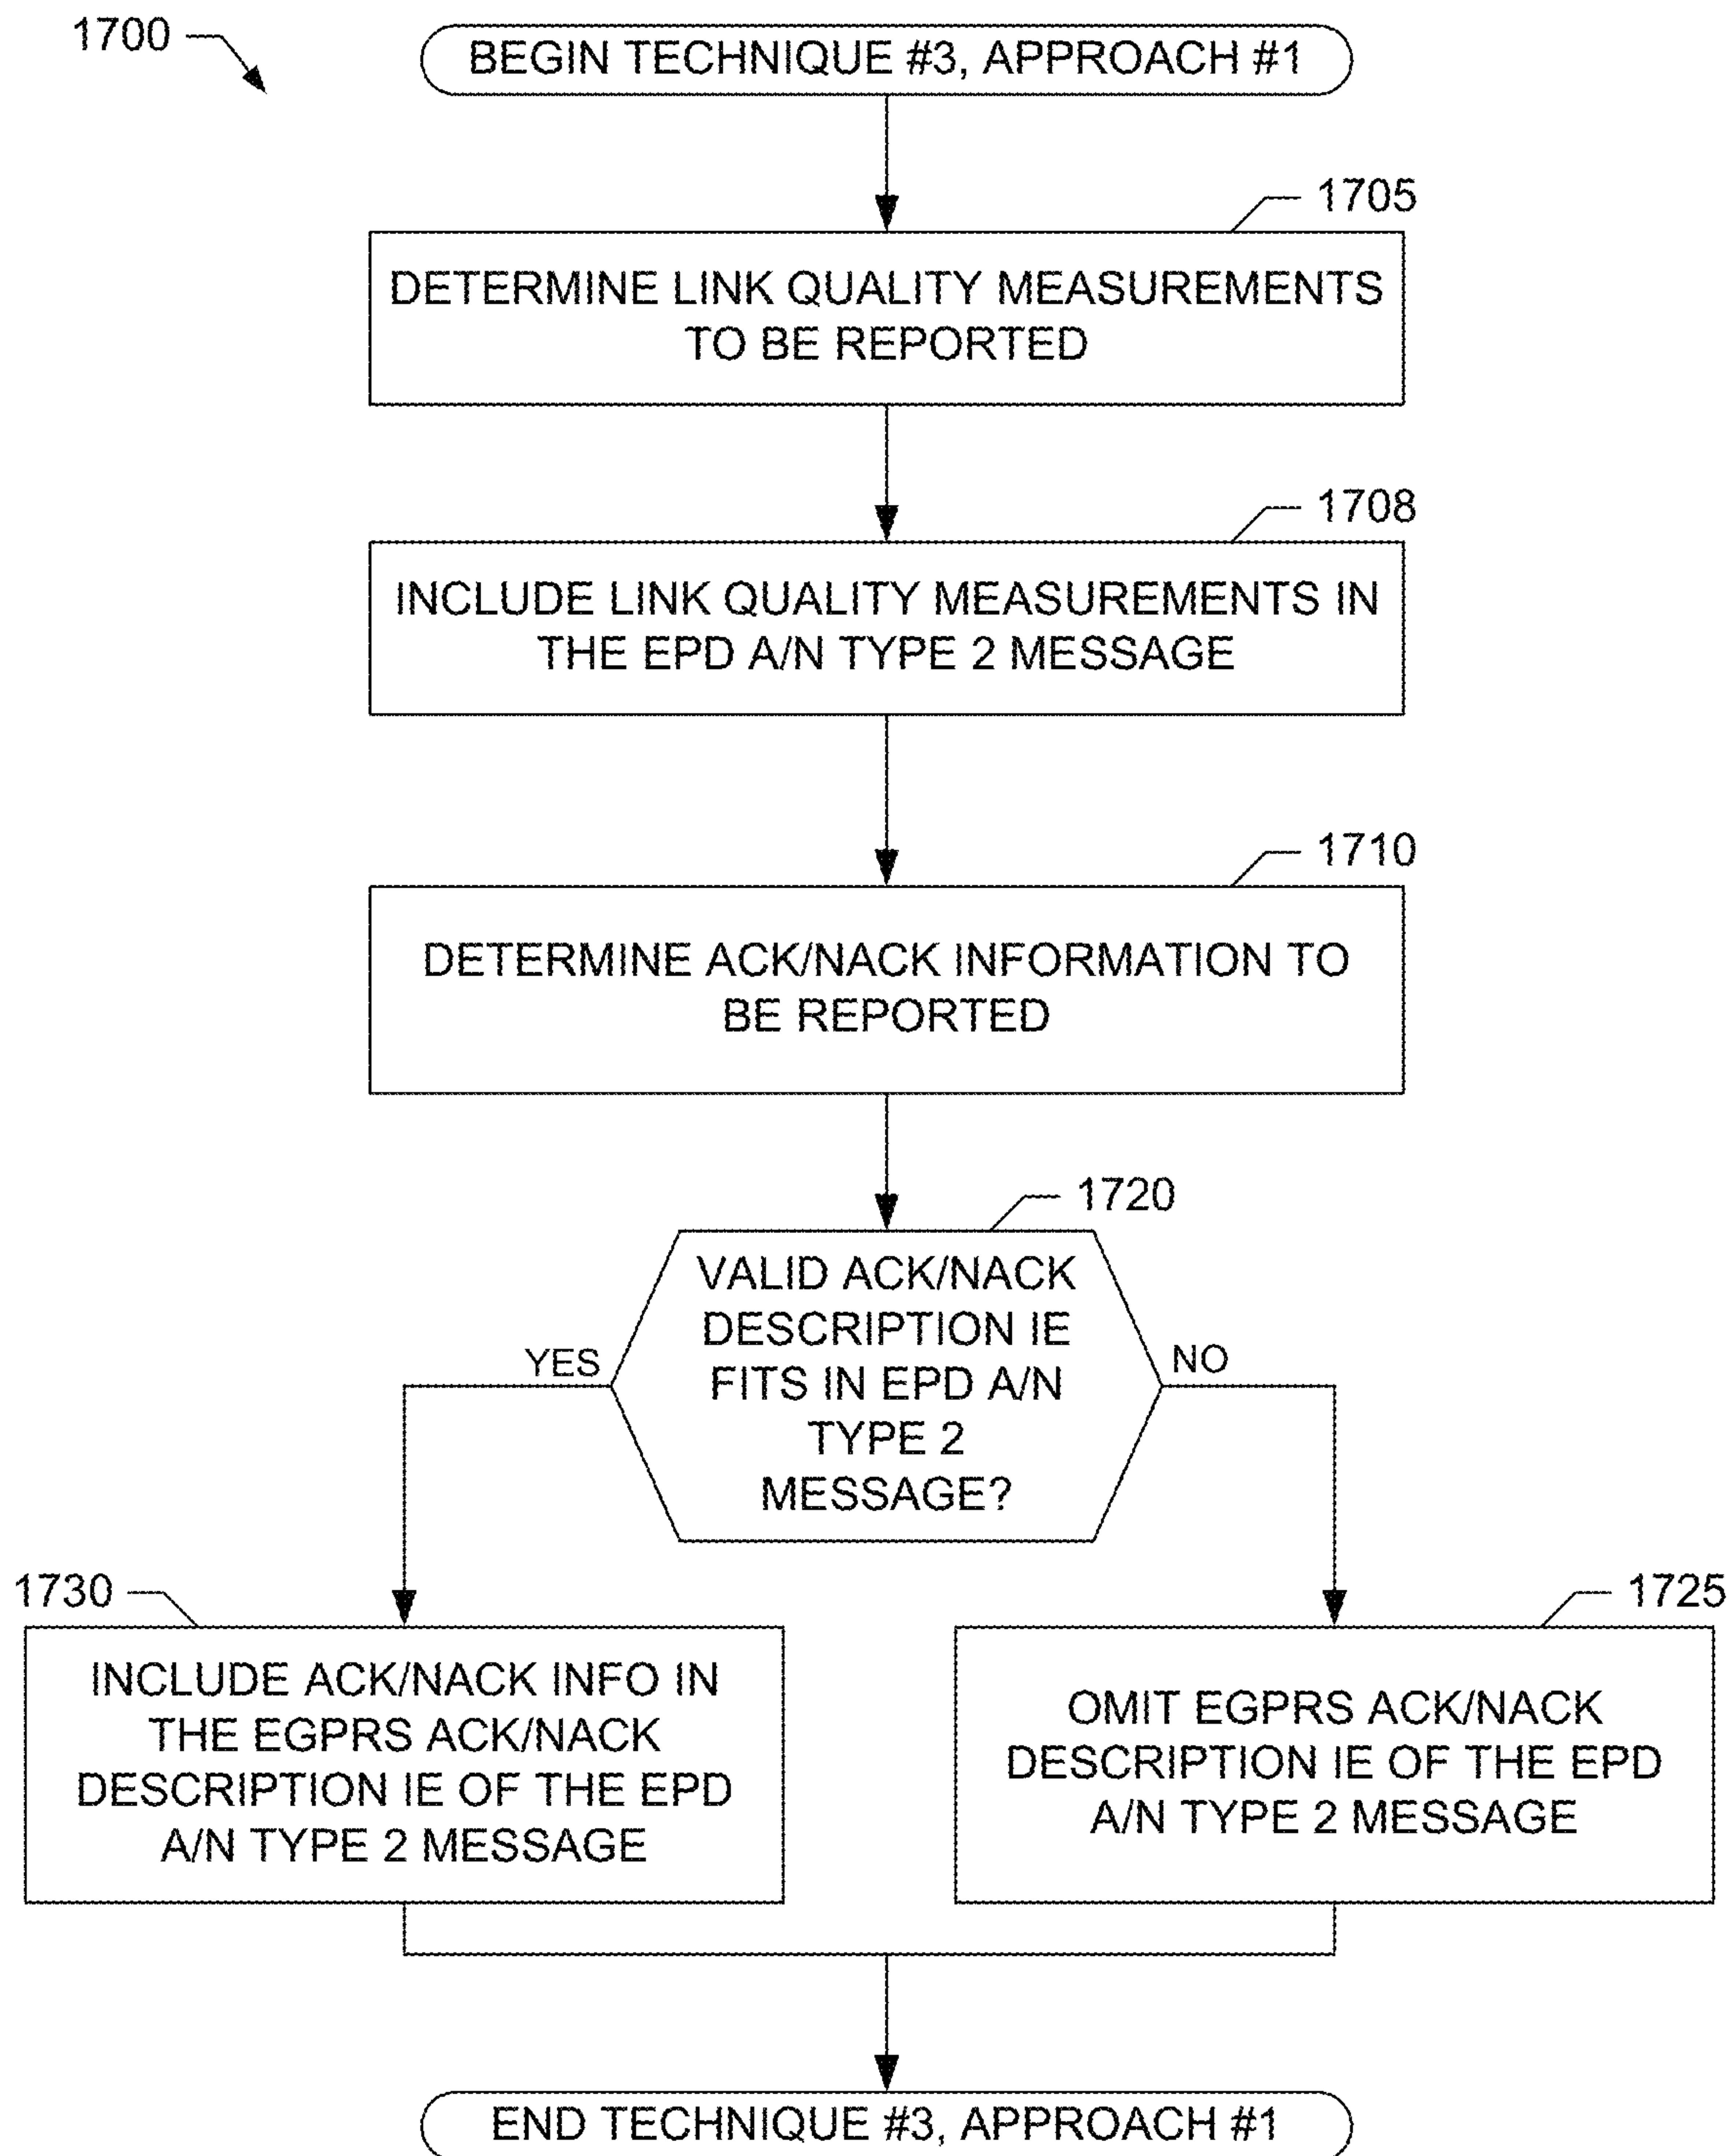 1700
BEGIN TECHNIQUE #3, APPROACH #1
1705
DETERMINE LINK QUALITY MEASUREMENTS
TO BE REPORTED
1708
INCLUDE LINK QUALITY MEASUREMENTS IN
THE EPD A/N TYPE 2 MESSAGE
1710
DETERMINE ACK/NACK INFORMATION TO
BE REPORTED
1720
VALID ACK/NACK
DESCRIPTION IE
FITS IN EPD A/N
TYPE 2
MESSAGE?
YES
NO
1730
INCLUDE ACK/NACK INFO IN
THE EGPRS ACK/NACK
DESCRIPTION IE OF THE EPD
A/N TYPE 2 MESSAGE
1725
OMIT EGPRS ACK/NACK
DESCRIPTION IE OF THE EPD
A/N TYPE 2 MESSAGE
END TECHNIQUE #3, APPROACH #1